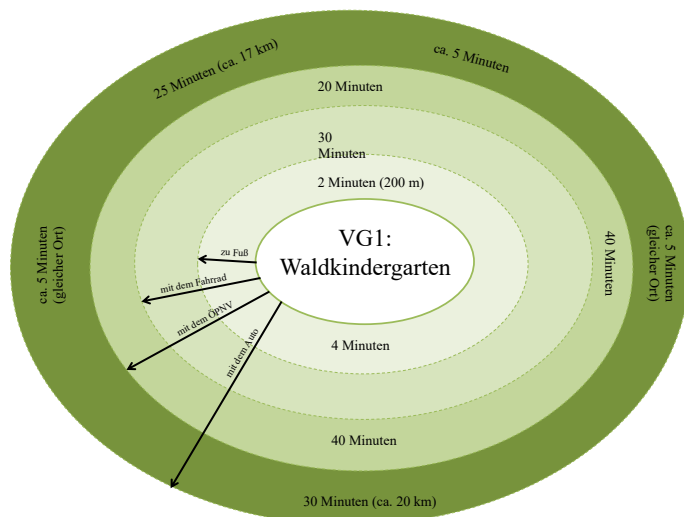 25 Minuten (ca. 17 km)
ca. 5 Minuten
20 Minuten
30
Minuten
2 Minuten (200 m)
VG1:
Waldkindergarten
zu Fuß
mit dem Fahrrad
mit dem ÖPNV
mit dem Auto
ca. 5 Minuten
(gleicher Ort)
40 Minuten
ca. 5 Minuten
(gleicher Ort)
4 Minuten
40 Minuten
30 Minuten (ca. 20 km)